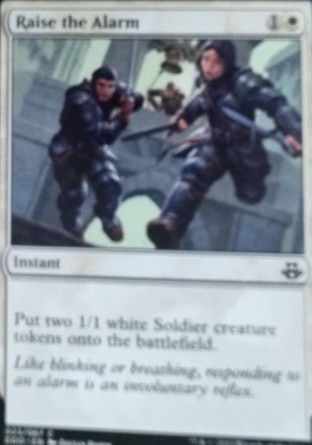 Raise the Alarm 1
Instant
Put two 1/1 white Soldier creature
tokens onto the battlefield.
Like blinking or breathing, responding to
an alarm is an involuntary reflex.